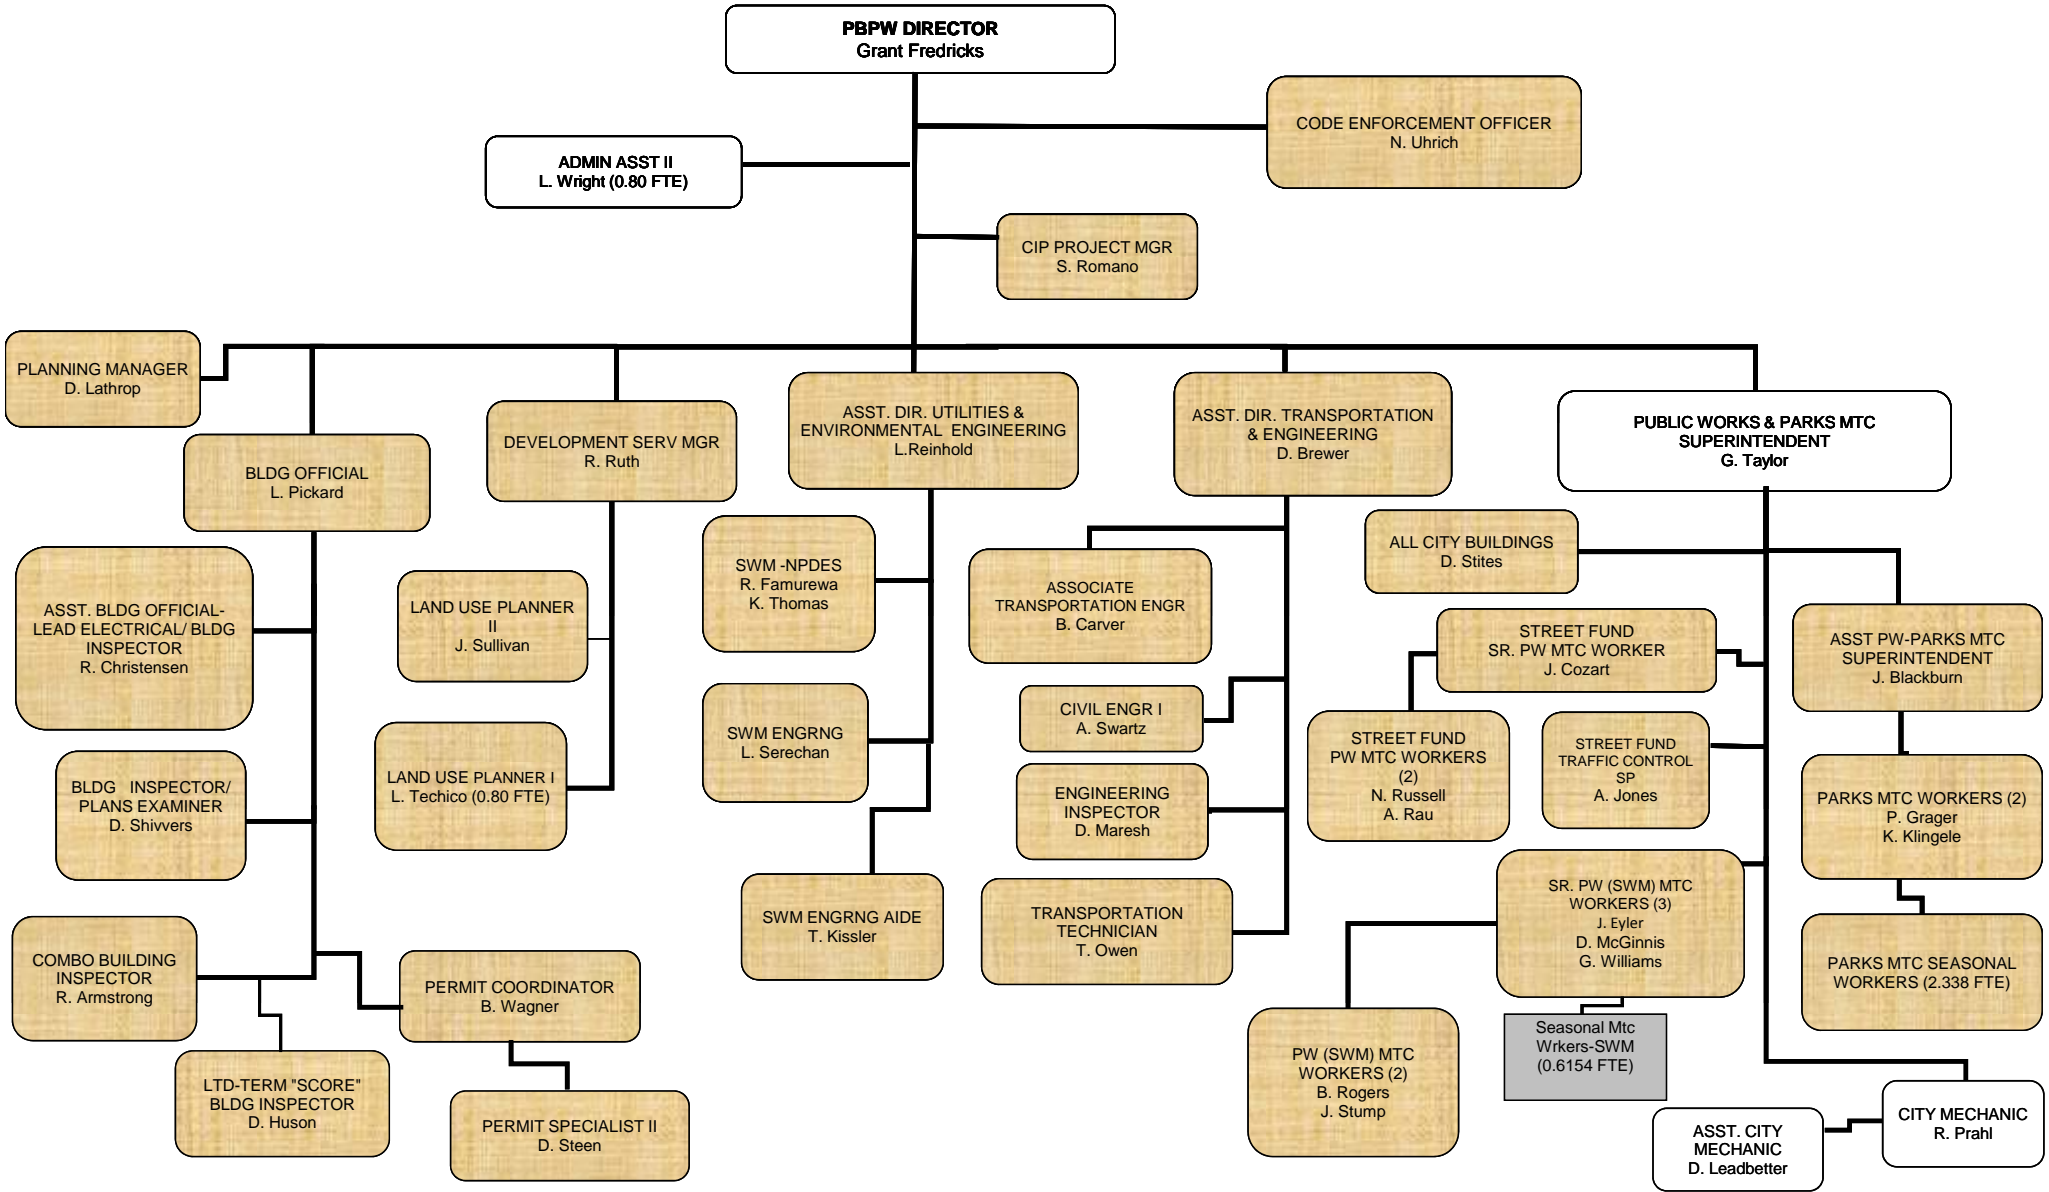 PBPW DIRECTOR
Grant Fredricks
CODE ENFORCEMENT OFFICER
N. Uhrich
ADMIN ASST II
L. Wright (0.80 FTE)
CIP PROJECT MGR
S. Romano
PLANNING MANAGER
D. Lathrop
BLDG OFFICIAL
L. Pickard
DEVELOPMENT SERV MGR
R. Ruth
ASST. DIR. UTILITIES &
ENVIRONMENTAL ENGINEERING
L.Reinhold
ASST. DIR. TRANSPORTATION
& ENGINEERING
D. Brewer
PUBLIC WORKS & PARKS MTC
SUPERINTENDENT
G. Taylor
ASST. BLDG OFFICIAL-
LEAD ELECTRICAL/ BLDG
INSPECTOR
R. Christensen
BLDG INSPECTOR/
PLANS EXAMINER
D. Shivvers
COMBO BUILDING
INSPECTOR
R. Armstrong
LTD-TERM "SCORE"
BLDG INSPECTOR
D. Huson
PERMIT COORDINATOR
B. Wagner
PERMIT SPECIALIST II
D. Steen
LAND USE PLANNER
II
J. Sullivan
LAND USE PLANNER I
L. Techico (0.80 FTE)
SWM -NPDES
R. Famurewa
K. Thomas
SWM ENGRNG
L. Serechan
SWM ENGRNG AIDE
T. Kissler
ASSOCIATE
TRANSPORTATION ENGR
B. Carver
CIVIL ENGR I
A. Swartz
ENGINEERING
INSPECTOR
D. Maresh
TRANSPORTATION
TECHNICIAN
T. Owen
ALL CITY BUILDINGS
D. Stites
STREET FUND
SR. PW MTC WORKER
J. Cozart
STREET FUND
PW MTC WORKERS
(2)
N. Russell
A. Rau
STREET FUND
TRAFFIC CONTROL
SP
A. Jones
SR. PW (SWM) MTC
WORKERS (3)
J. Eyler
D. McGinnis
G. Williams
Seasonal Mtc
Wrkers-SWM
(0.6154 FTE)
PW (SWM) MTC
WORKERS (2)
B. Rogers
J. Stump
ASST PW-PARKS MTC
SUPERINTENDENT
J. Blackburn
PARKS MTC WORKERS (2)
P. Grager
K. Klingele
PARKS MTC SEASONAL
WORKERS (2.338 FTE)
CITY MECHANIC
R. Prahl
ASST. CITY
MECHANIC
D. Leadbetter